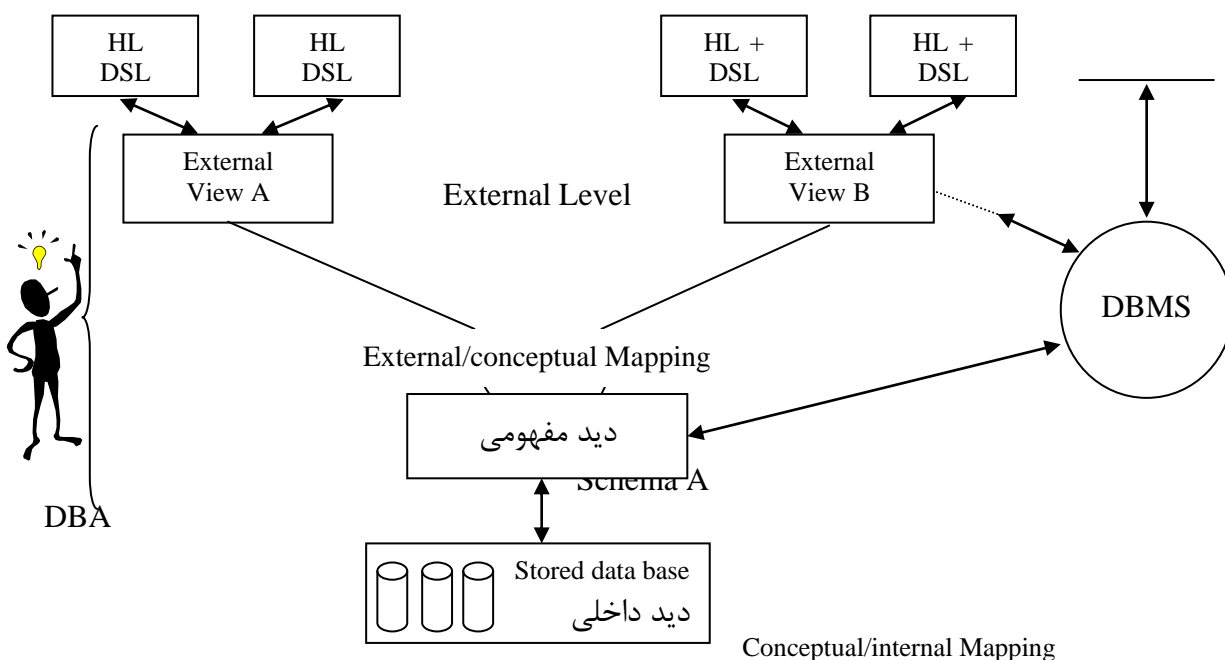 HL
DSL
HL
DSL
HL +
DSL
HL +
DSL
External
View A
External Level
External
View B
DBMS
External/conceptual Mapping
دید مفهومی
Schema A
DBA
Stored data base
دید داخلی
Conceptual/internal Mapping